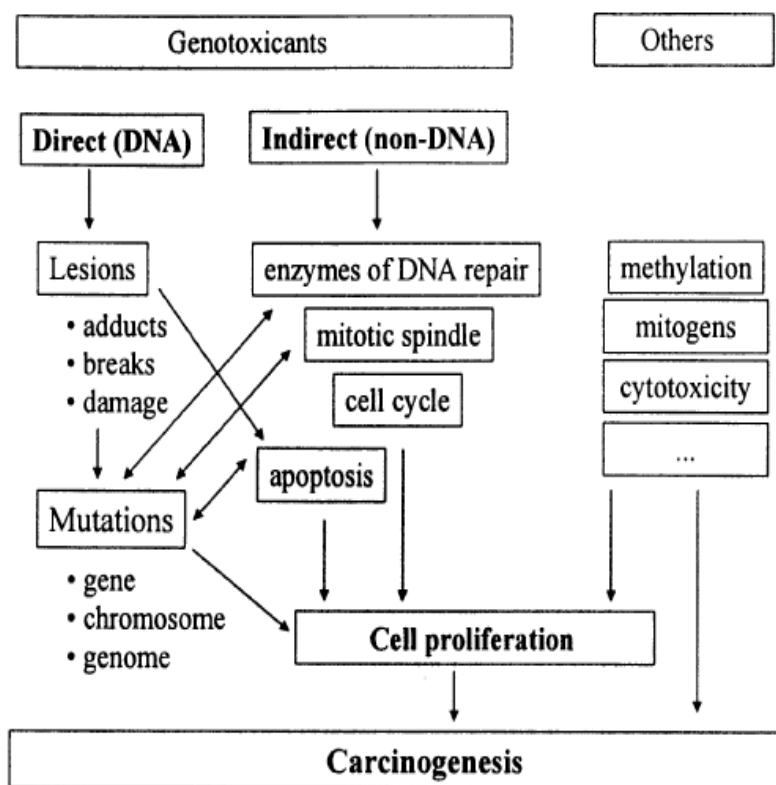 Genotoxicants
Others
Direct (DNA)
Indirect (non-DNA)
Lesions
• adducts
• breaks
• damage
Mutations
• gene
• chromosome
• genome
enzymes of DNA repair
mitotic spindle
cell cycle
apoptosis
methylation
mitogens
cytotoxicity
...
Cell proliferation
Carcinogenesis